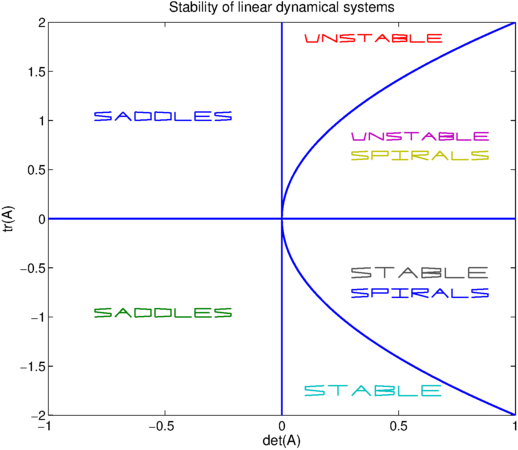 Stability of linear dynamical systems
2
1.5
1
0.5
0
−0.5
−1
−1.5
−2
tr(A)
UNSTABLE
SADDLES
UNSTABLE
SPIRALS
STABLE
SPIRALS
SADDLES
STABLE
−1
−0.5
0
0.5
1
det(A)